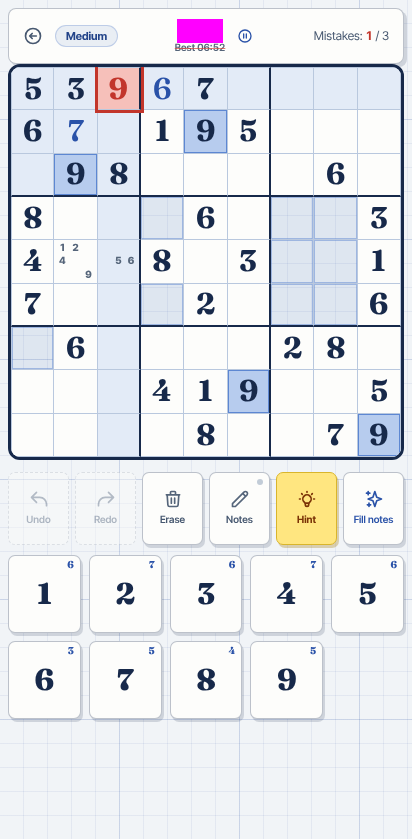 Medium
Best 06:52
Mistakes: 1 / 3
5 3 9 6 7
6 7 1 9 5
9 8 6
8 6 3
4 1 2 4 9 5 6 8 3 1
7 2 6
6 2 8
4 1 9 5
8 7 9
Undo Redo Erase Notes Hint Fill notes
1 6 2 7 3 6 4 7 5 6
6 3 7 5 8 4 9 5